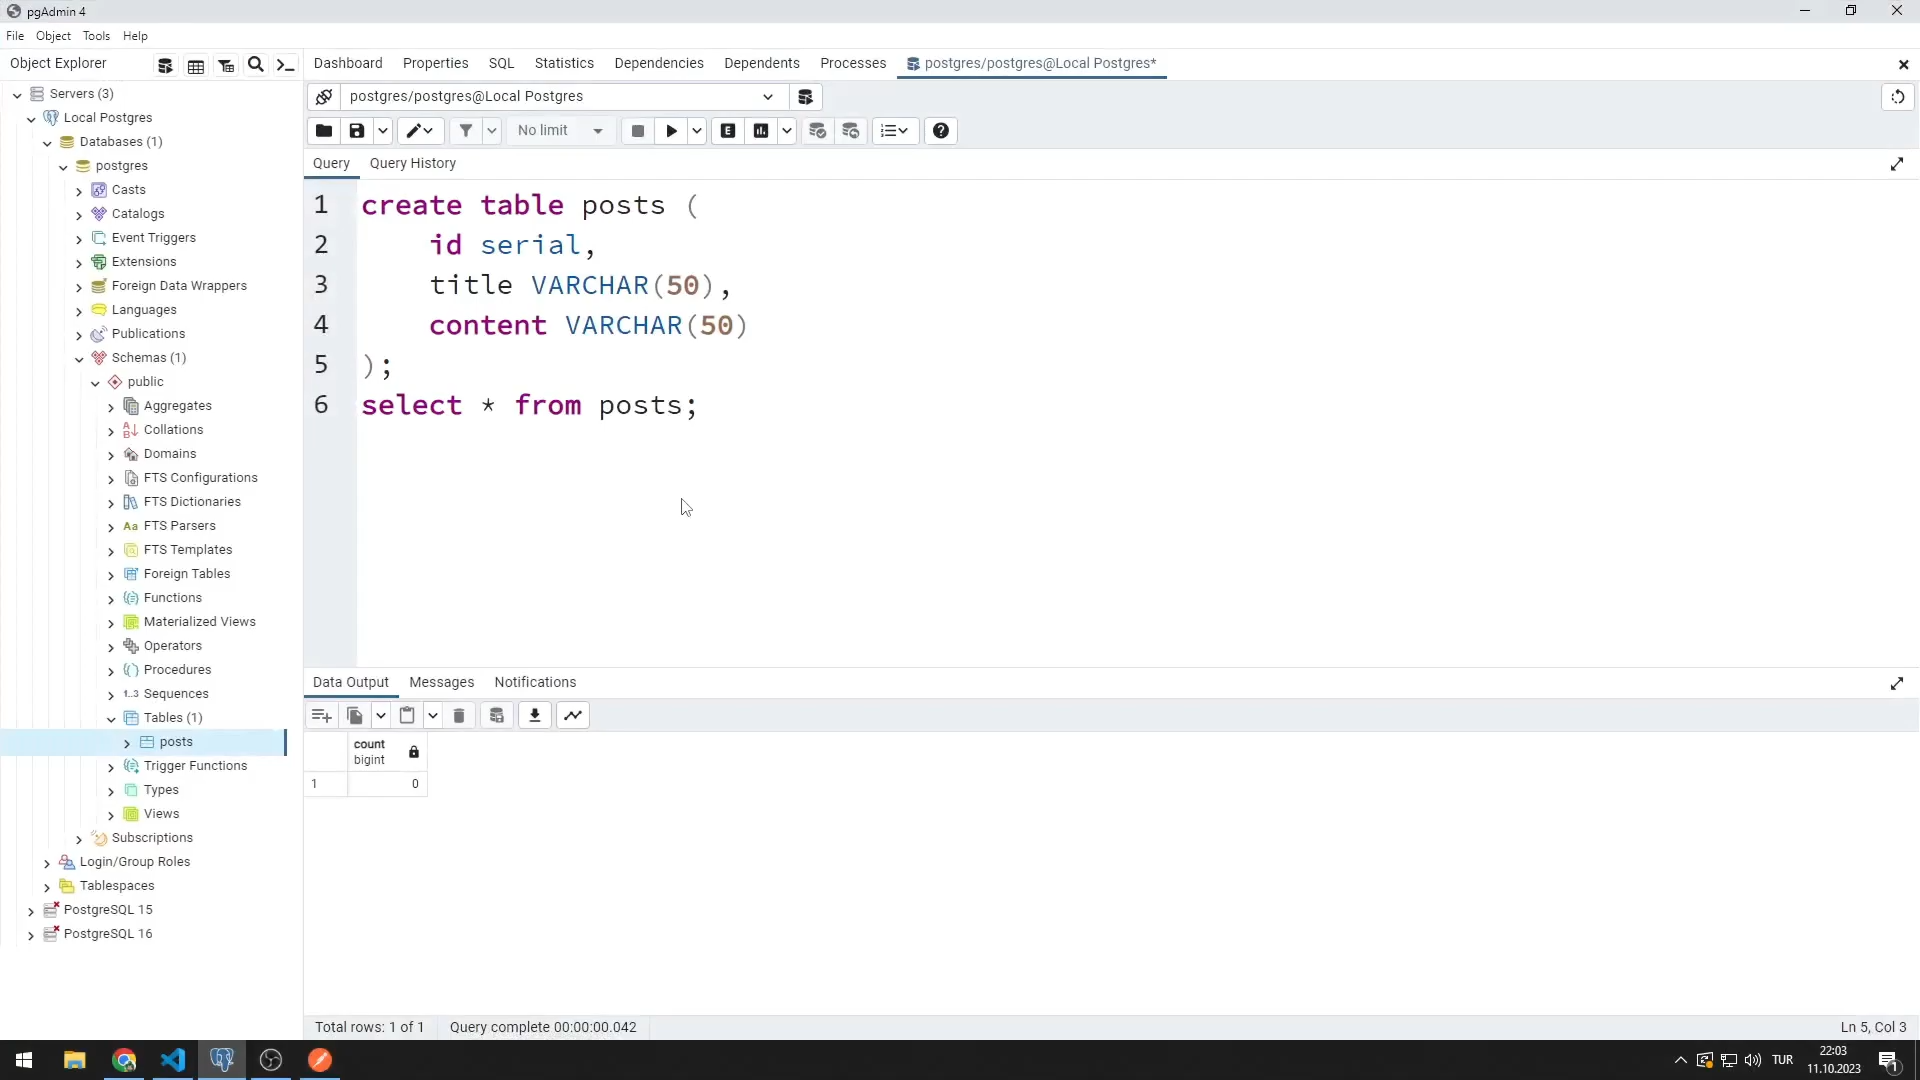 pgAdmin 4
File Object Tools Help
Object Explorer
Dashboard Properties SQL Statistics Dependencies Dependents Processes postgres/postgres@Local Postgres*
Servers (3)
Local Postgres
Databases (1)
postgres
Casts
Catalogs
Event Triggers
Extensions
Foreign Data Wrappers
Languages
Publications
Schemas (1)
public
Aggregates
Collations
Domains
FTS Configurations
FTS Dictionaries
Aa FTS Parsers
FTS Templates
Foreign Tables
Functions
Materialized Views
Operators
Procedures
1..3 Sequences
Tables (1)
posts
Trigger Functions
Types
Views
Subscriptions
Login/Group Roles
Tablespaces
PostgreSQL 15
PostgreSQL 16
postgres/postgres@Local Postgres
No limit
E
Query Query History
1 create table posts (
2 id serial,
3 title VARCHAR(50),
4 content VARCHAR(50)
5 );
6 select * from posts;
Data Output Messages Notifications
count
bigint
1 0
Total rows: 1 of 1 Query complete 00:00:00.042 Ln 5, Col 3
TUR
22:03
11.10.2023
1